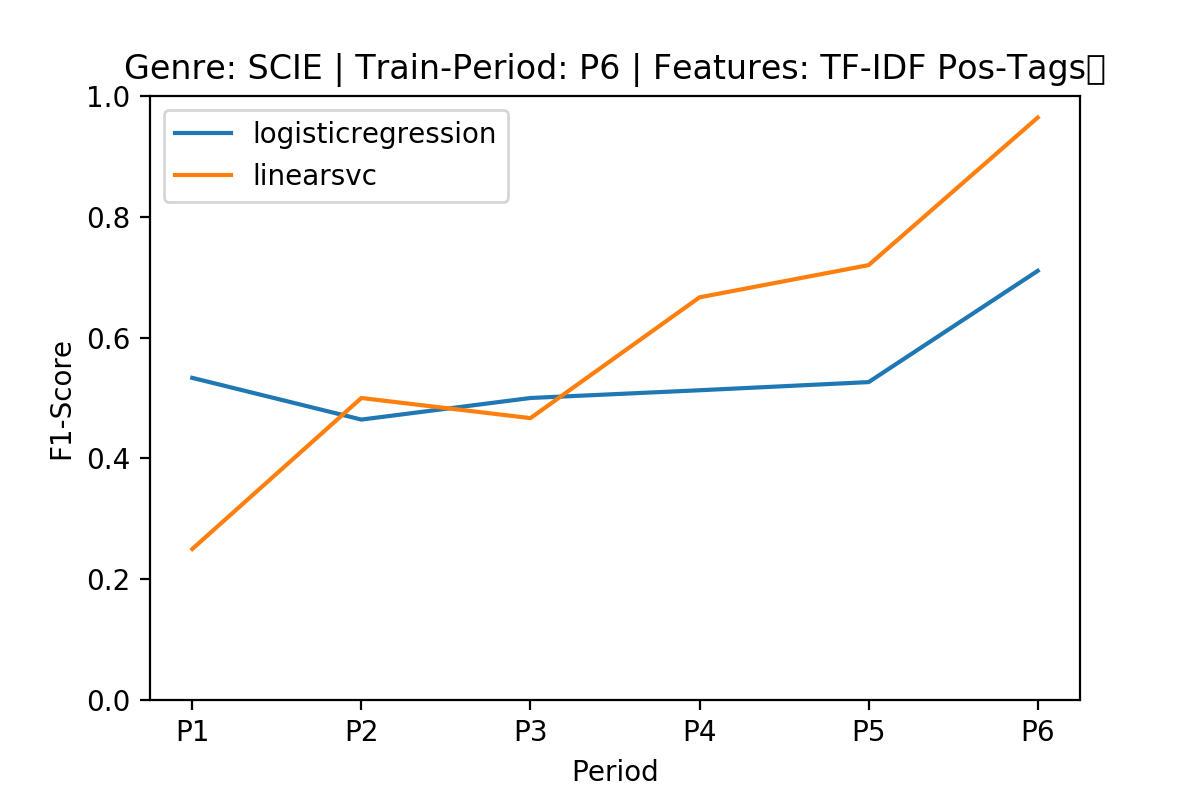 Genre: SCIE | Train-Period: P6 | Features: TF-IDF Pos-Tags
logisticregression
linearsvc
1.0
0.8
0.6
0.4
0.2
0.0
F1-Score
P1 P2 P3 P4 P5 P6
Period